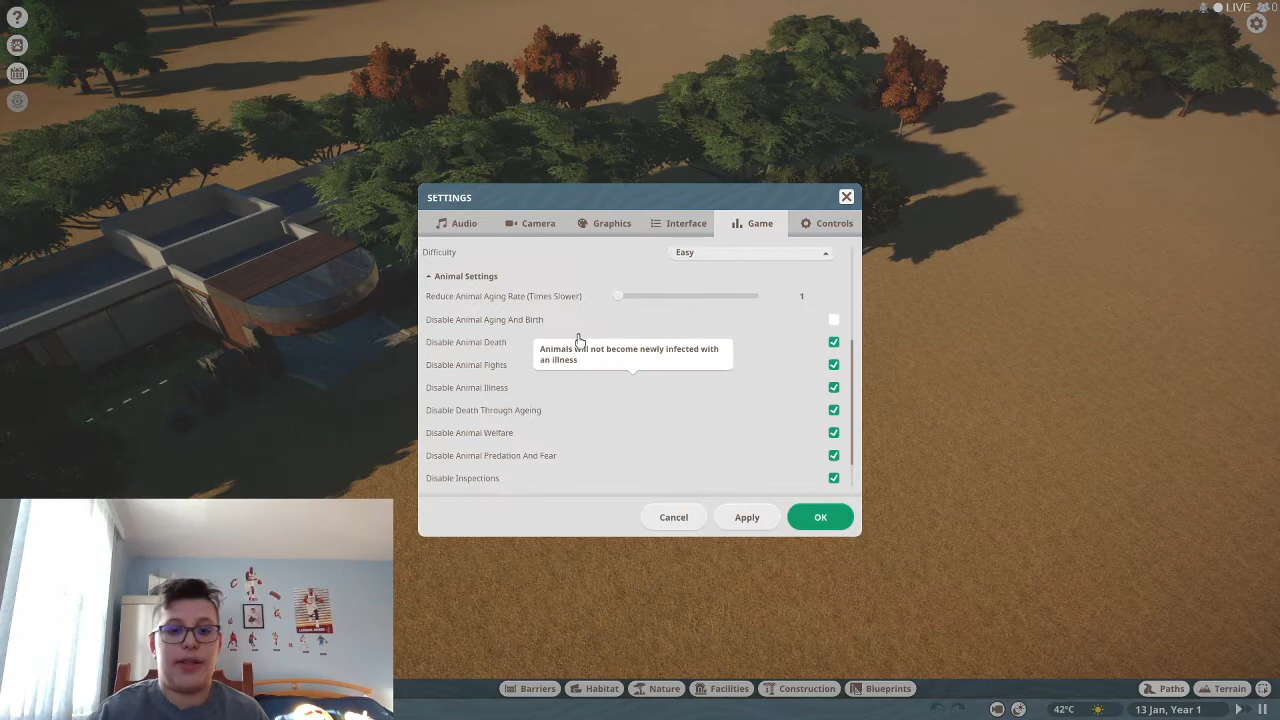 LIVE
0
SETTINGS
Audio
Camera
Graphics
Interface
Game
Controls
Difficulty
Easy
Animal Settings
Reduce Animal Aging Rate (Times Slower)
1
Disable Animal Aging And Birth
Disable Animal Death
Animals will not become newly infected with
an illness
Disable Animal Fights
Disable Animal Illness
Disable Death Through Ageing
Disable Animal Welfare
Disable Animal Predation And Fear
Disable Inspections
Cancel
Apply
OK
Barriers
Habitat
Nature
Facilities
Construction
Blueprints
Paths
Terrain
42°C
13 Jan, Year 1